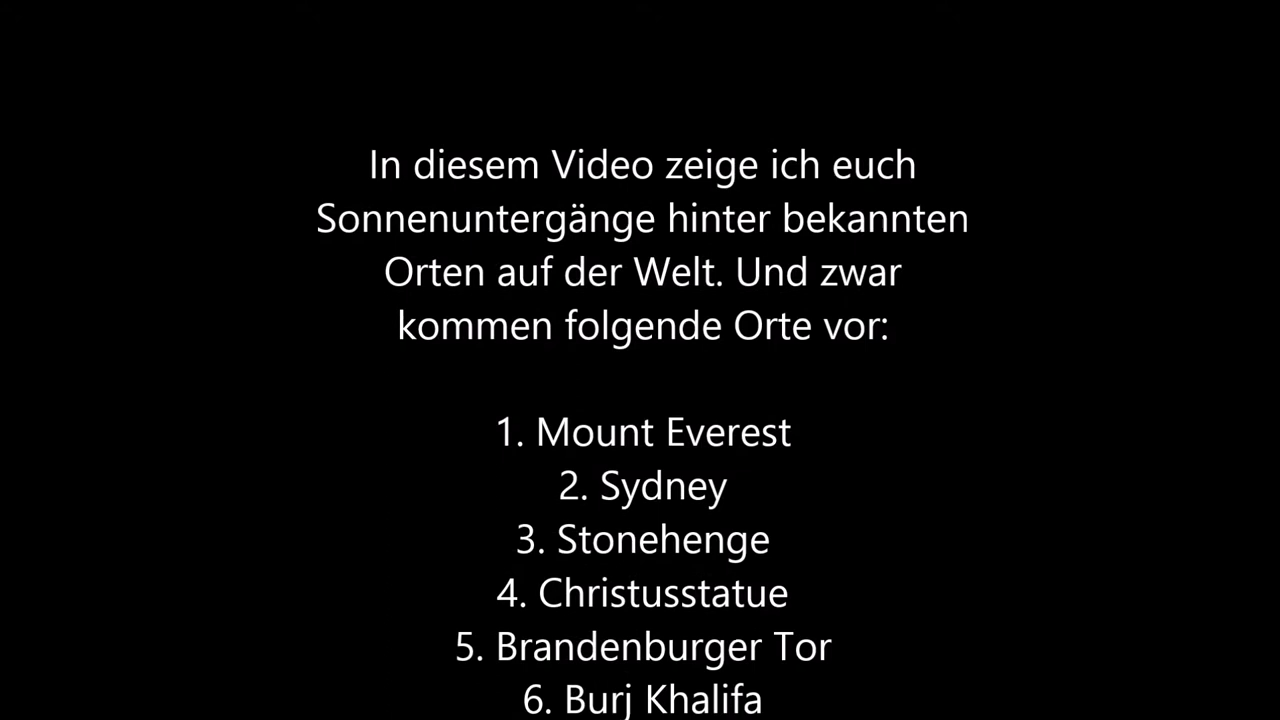 In diesem Video zeige ich euch
Sonnenuntergänge hinter bekannten
Orten auf der Welt. Und zwar
kommen folgende Orte vor:
1. Mount Everest
2. Sydney
3. Stonehenge
4. Christusstatue
5. Brandenburger Tor
6. Burj Khalifa